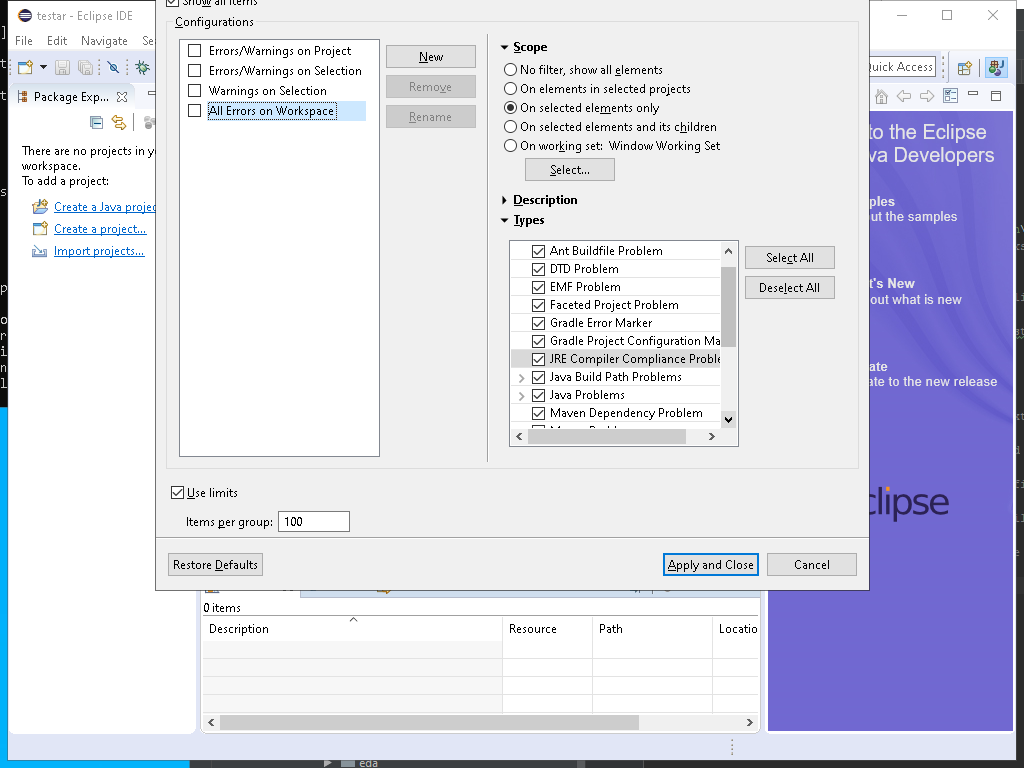 testar - Eclipse IDE
File Edit Navigate
Show all items
Configurations
Errors/Warnings on Project
Errors/Warnings on Selection
Warnings on Selection
All Errors on Workspace
New
Remove
Rename
Scope
No filter, show all elements
On elements in selected projects
On selected elements only
On selected elements and its children
On working set: Window Working Set
Select...
Description
Types
Ant Buildfile Problem
DTD Problem
EMF Problem
Faceted Project Problem
Gradle Error Marker
Gradle Project Configuration Ma
JRE Compiler Compliance Proble
Java Build Path Problems
Java Problems
Maven Dependency Problem
Select All
Deselect All
Use limits
Items per group: 100
Restore Defaults
Apply and Close
Cancel
Package Exp...
There are no projects in
workspace.
To add a project:
Create a Java projec
Create a project...
Import projects...
Quick Access
to the Eclipse
va Developers
ples
out the samples
t's New
out what is new
ate
ate to the new release
clipse
0 items
Description Resource Path Locatio
eda